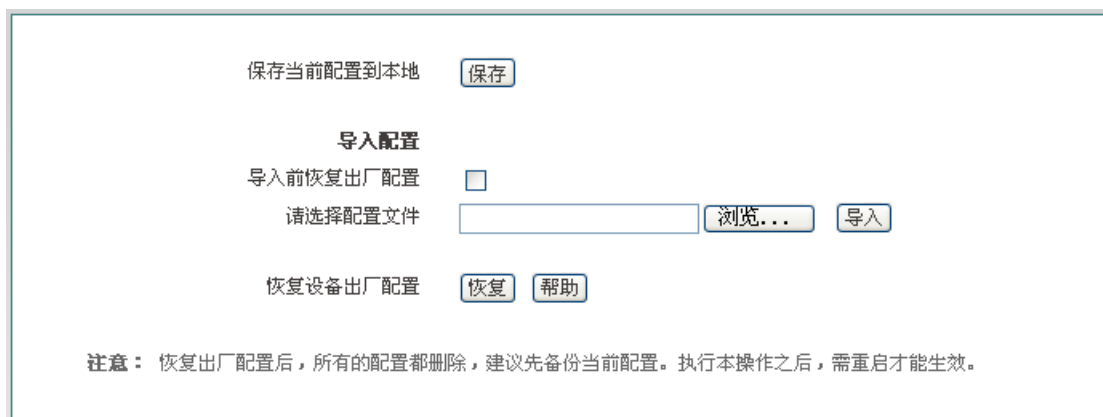 保存当前配置到本地 保存
导入配置
导入前恢复出厂配置
请选择配置文件 浏览... 导入
恢复设备出厂配置 恢复 帮助
注意： 恢复出厂配置后，所有的配置都删除，建议先备份当前配置。执行本操作之后，需重启才能生效。